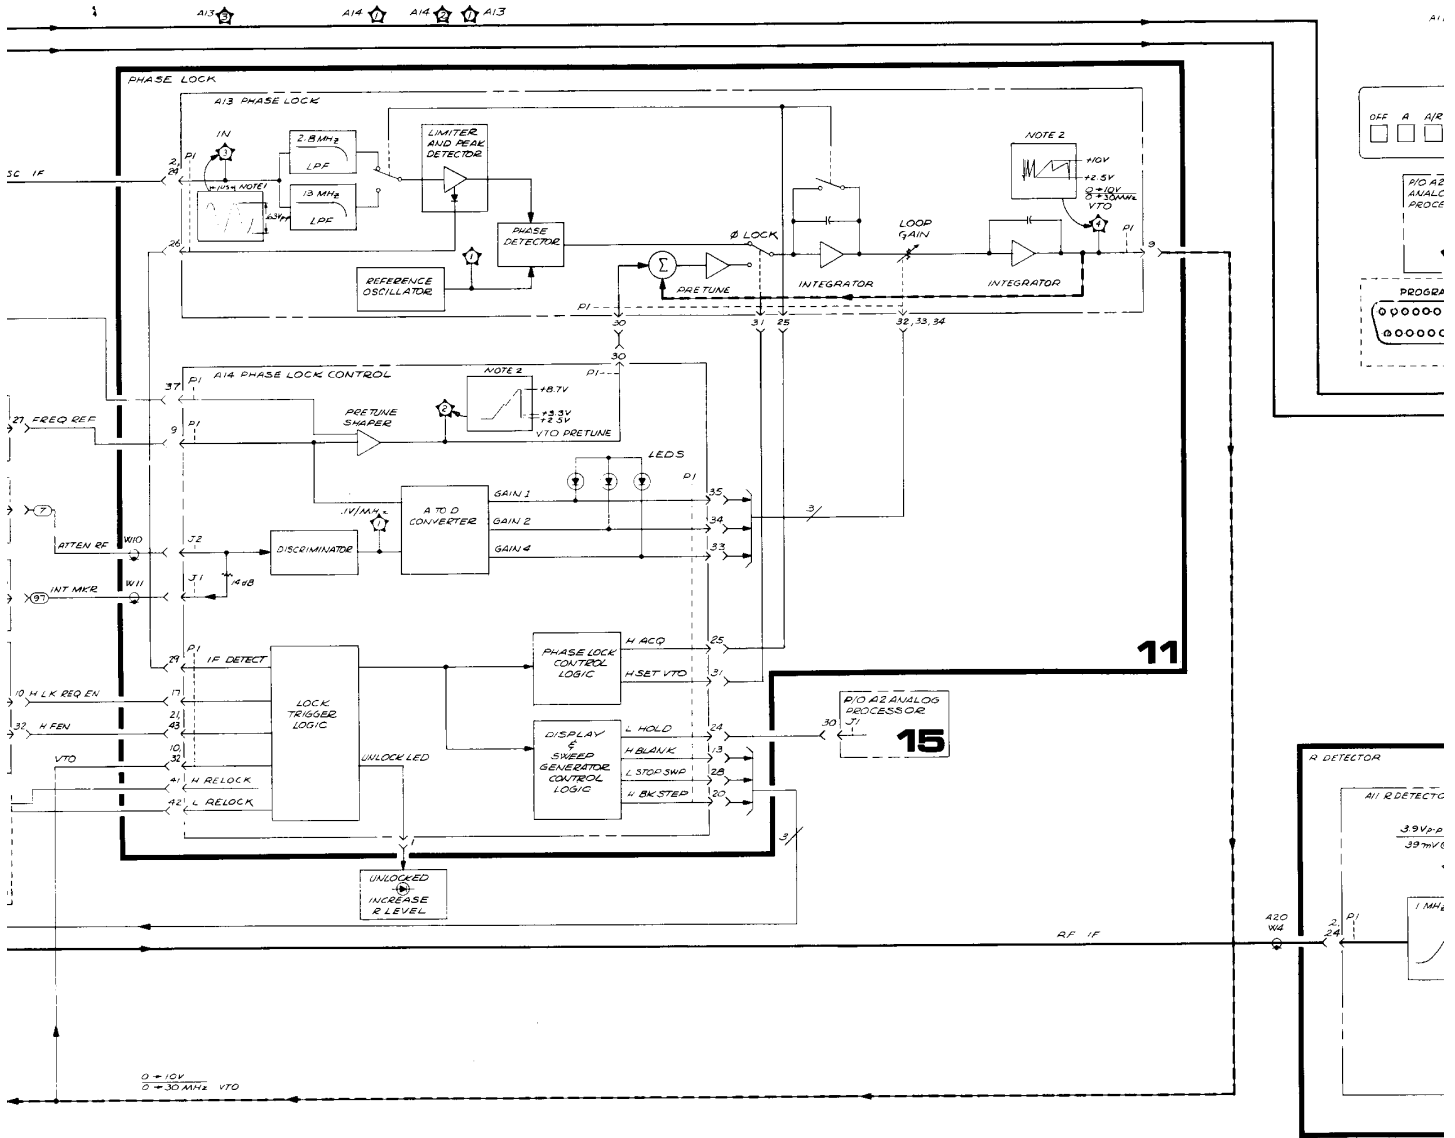 A13 3
A14 1
A14 2
1 A13
PHASE LOCK
A13 PHASE LOCK
IN
3
2,
24
P1
SC IF
NOTE 1
2.8 MHz
LPF
13 MHz
LPF
LIMITER
AND PEAK
DETECTOR
26
PHASE
DETECTOR
1
REFERENCE
OSCILLATOR
Ø LOCK
Σ
PRETUNE
INTEGRATOR
LOOP
GAIN
INTEGRATOR
NOTE 2
+10V
+2.5V
0→10V
0→30MHz
VTO
4
P1
9
P1
30
31
25
32, 33, 34
OFF A A/R
P/O A2
ANALO
PROCE
PROGRA
A14 PHASE LOCK CONTROL
30
P1
37 P1
27 FREQ REF
9 P1
PRETUNE
SHAPER
2
NOTE 2
+8.7V
+3.3V
+2.5V
VTO PRETUNE
LEDS
P1
7
ATTEN RF
W10
J2
DISCRIMINATOR
.1V/MHz
1
A TO D
CONVERTER
GAIN 1
GAIN 2
GAIN 4
35
34
33
3
97
INT MKR
W11
J1
14dB
29
P1
IF DETECT
10 H LK REQ EN
17
32 H FEN
21,
43
VTO
10,
32
41 H RELOCK
42 L RELOCK
LOCK
TRIGGER
LOGIC
UNLOCK LED
PHASE LOCK
CONTROL
LOGIC
H ACQ
25
H SET VTO
31
DISPLAY
&
SWEEP
GENERATOR
CONTROL
LOGIC
L HOLD
24
H BLANK
13
L STOP SWP
28
H BK STEP
20
3
11
30
P/O A2 ANALOG
PROCESSOR
J1
15
UNLOCKED
INCREASE
R LEVEL
R DETECTOR
A11 R DETECTO
3.9Vp-p
39mV
1 MHz
RF IF
A20
W4
2,
24
P1
0→10V
0→30 MHz VTO